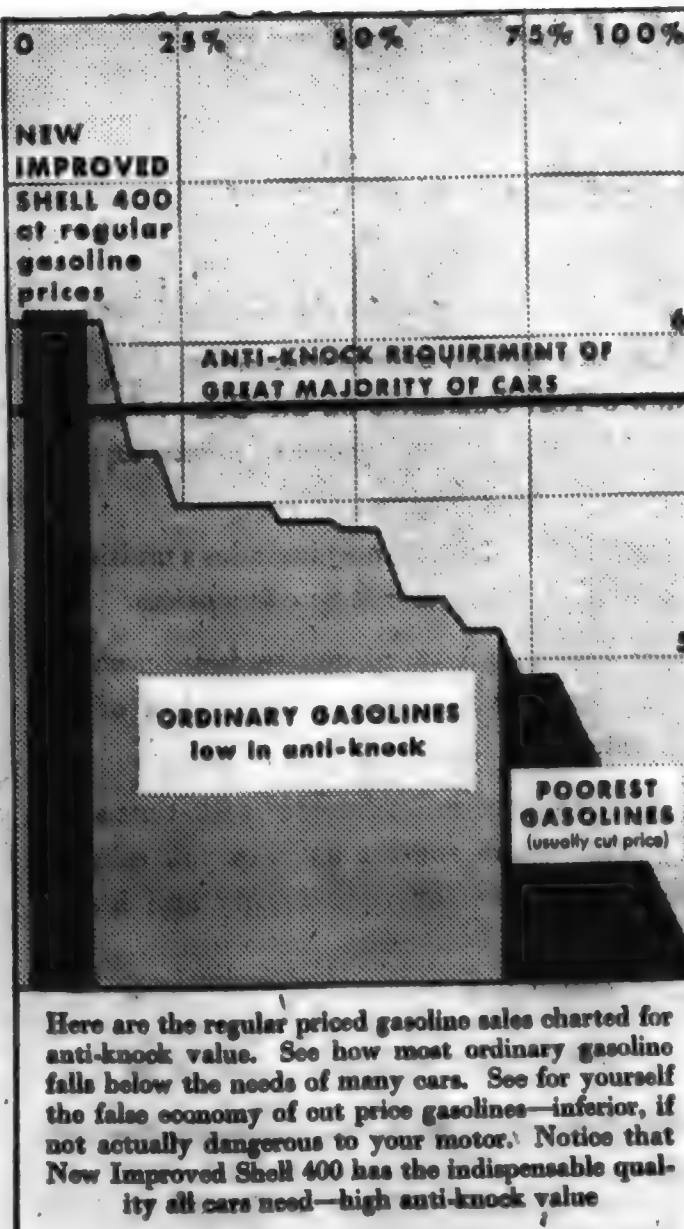 0 25% 50% 75% 100%
NEW
IMPROVED
SHELL 400
at regular
gasoline
prices
6
ANTI-KNOCK REQUIREMENT OF
GREAT MAJORITY OF CARS
5
ORDINARY GASOLINES
low in anti-knock
POOREST
GASOLINES
(usually cut price)
Here are the regular priced gasoline sales charted for
anti-knock value. See how most ordinary gasoline
falls below the needs of many cars. See for yourself
the false economy of cut price gasolines—inferior, if
not actually dangerous to your motor. Notice that
New Improved Shell 400 has the indispensable qual-
ity all cars need—high anti-knock value